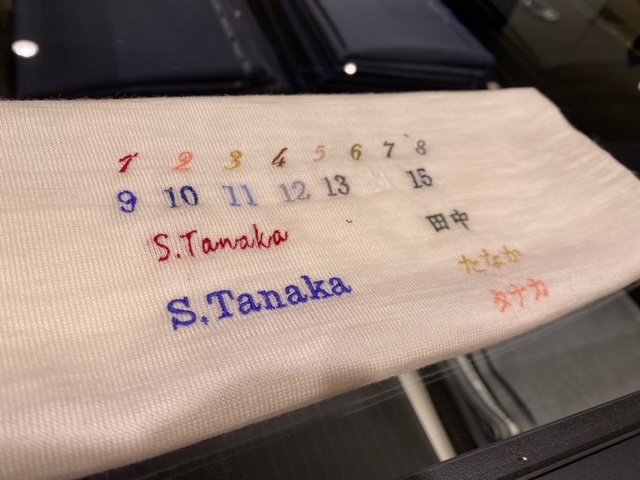 1 2 3 4 5 6 7 8
9 10 11 12 13 15
S.Tanaka 田中
S.Tanaka たなか
タナカ